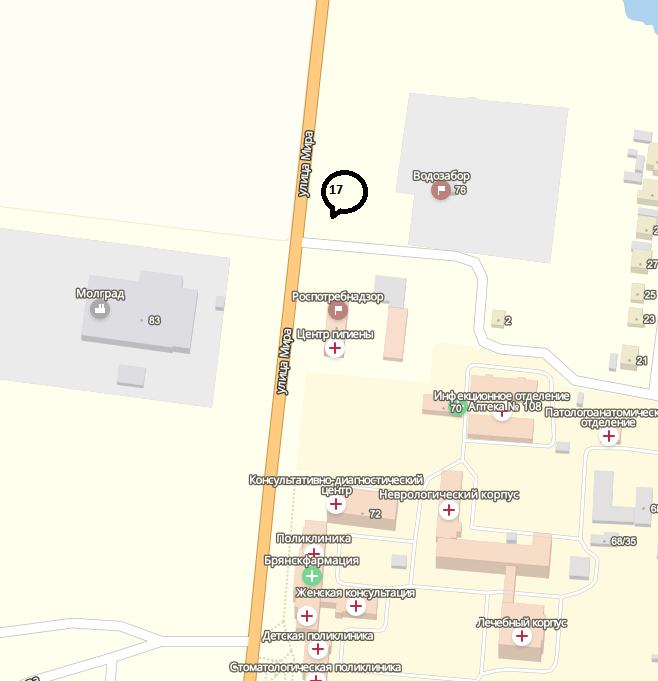 улица Мира
17
Водозабор
76
Молград
83
Роспотребнадзор
Центр гигиены
улица Мира
2
27
25
23
21
Инфекционное отделение
70
Аптека № 108
Патологоанатомическ
отделение
Консультативно-диагностический
центр
72
Неврологический корпус
68/35
Поликлиника
Брянскфармация
Женская консультация
Лечебный корпус
Детская поликлиника
Стоматологическая поликлиника